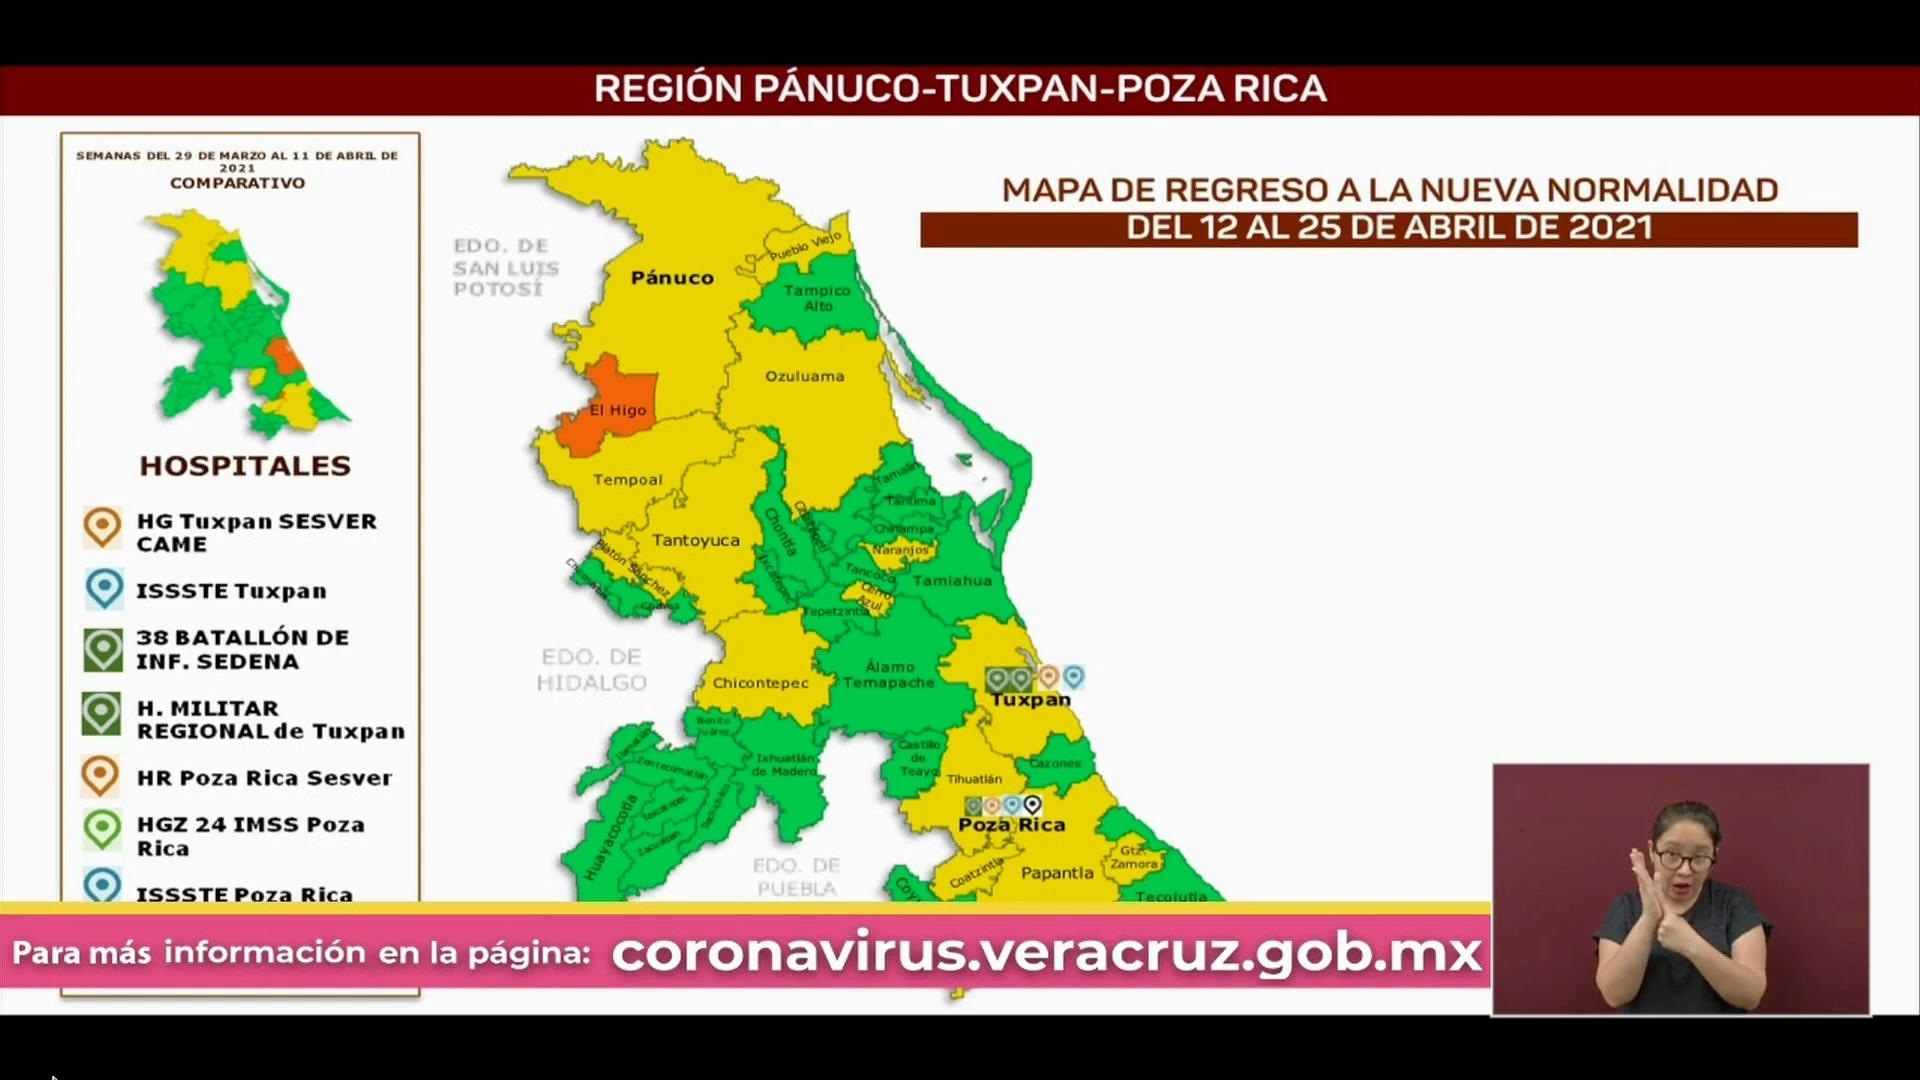 REGIÓN PÁNUCO-TUXPAN-POZA RICA
SEMANAS DEL 29 DE MARZO AL 11 DE ABRIL DE
2021
COMPARATIVO
HOSPITALES
HG Tuxpan SESVER
CAME
ISSSTE Tuxpan
38 BATALLÓN DE
INF. SEDENA
H. MILITAR
REGIONAL de Tuxpan
HR Poza Rica Sesver
HGZ 24 IMSS Poza
Rica
ISSSTE Poza Rica
MAPA DE REGRESO A LA NUEVA NORMALIDAD
DEL 12 AL 25 DE ABRIL DE 2021
EDO. DE
SAN LUIS
POTOSÍ
Pánuco
Pueblo Viejo
Tampico
Alto
Ozuluama
El Higo
Tempoal
Tantoyuca
Platón Sánchez
Chontla
Ixcatepec
Tamalín
Tantima
Chinampa
Naranjos
Tancoco
Cerro
Azul
Tamiahua
Tepetzintla
EDO. DE
HIDALGO
Chicontepec
Álamo
Temapache
Tuxpan
Benito
Juárez
Ixhuatlán
de Madero
Zontecomatlán
Huayacocotla
Zacualpan
Castillo
de
Teayo
Cazones
Tihuatlán
Poza Rica
EDO. DE
PUEBLA
Coatzintla
Papantla
Gtz.
Zamora
Tecolutla
Para más información en la página: coronavirus.veracruz.gob.mx